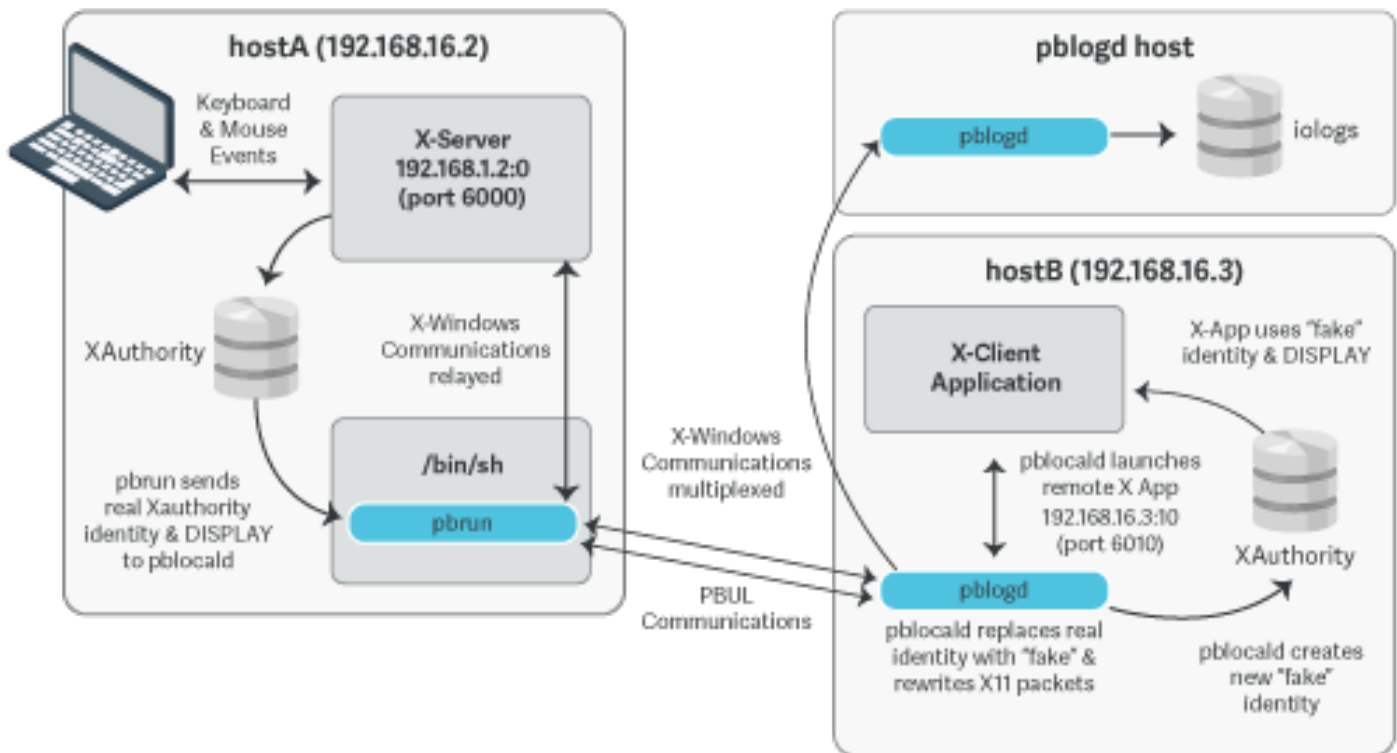 hostA (192.168.16.2)
Keyboard
& Mouse
Events
X-Server
192.168.1.2:0
(port 6000)
XAuthority
X-Windows
Communications
relayed
/bin/sh
pbrun
pbrun sends
real Xauthority
identity & DISPLAY
to pblocald
X-Windows
Communications
multiplexed
PBUL
Communications
pblogd host
pblogd
iologs
hostB (192.168.16.3)
X-Client
Application
X-App uses "fake"
identity & DISPLAY
pblocald launches
remote X App
192.168.16.3:10
(port 6010)
XAuthority
pblogd
pblocald replaces real
identity with "fake" &
rewrites X11 packets
pblocald creates
new "fake"
identity